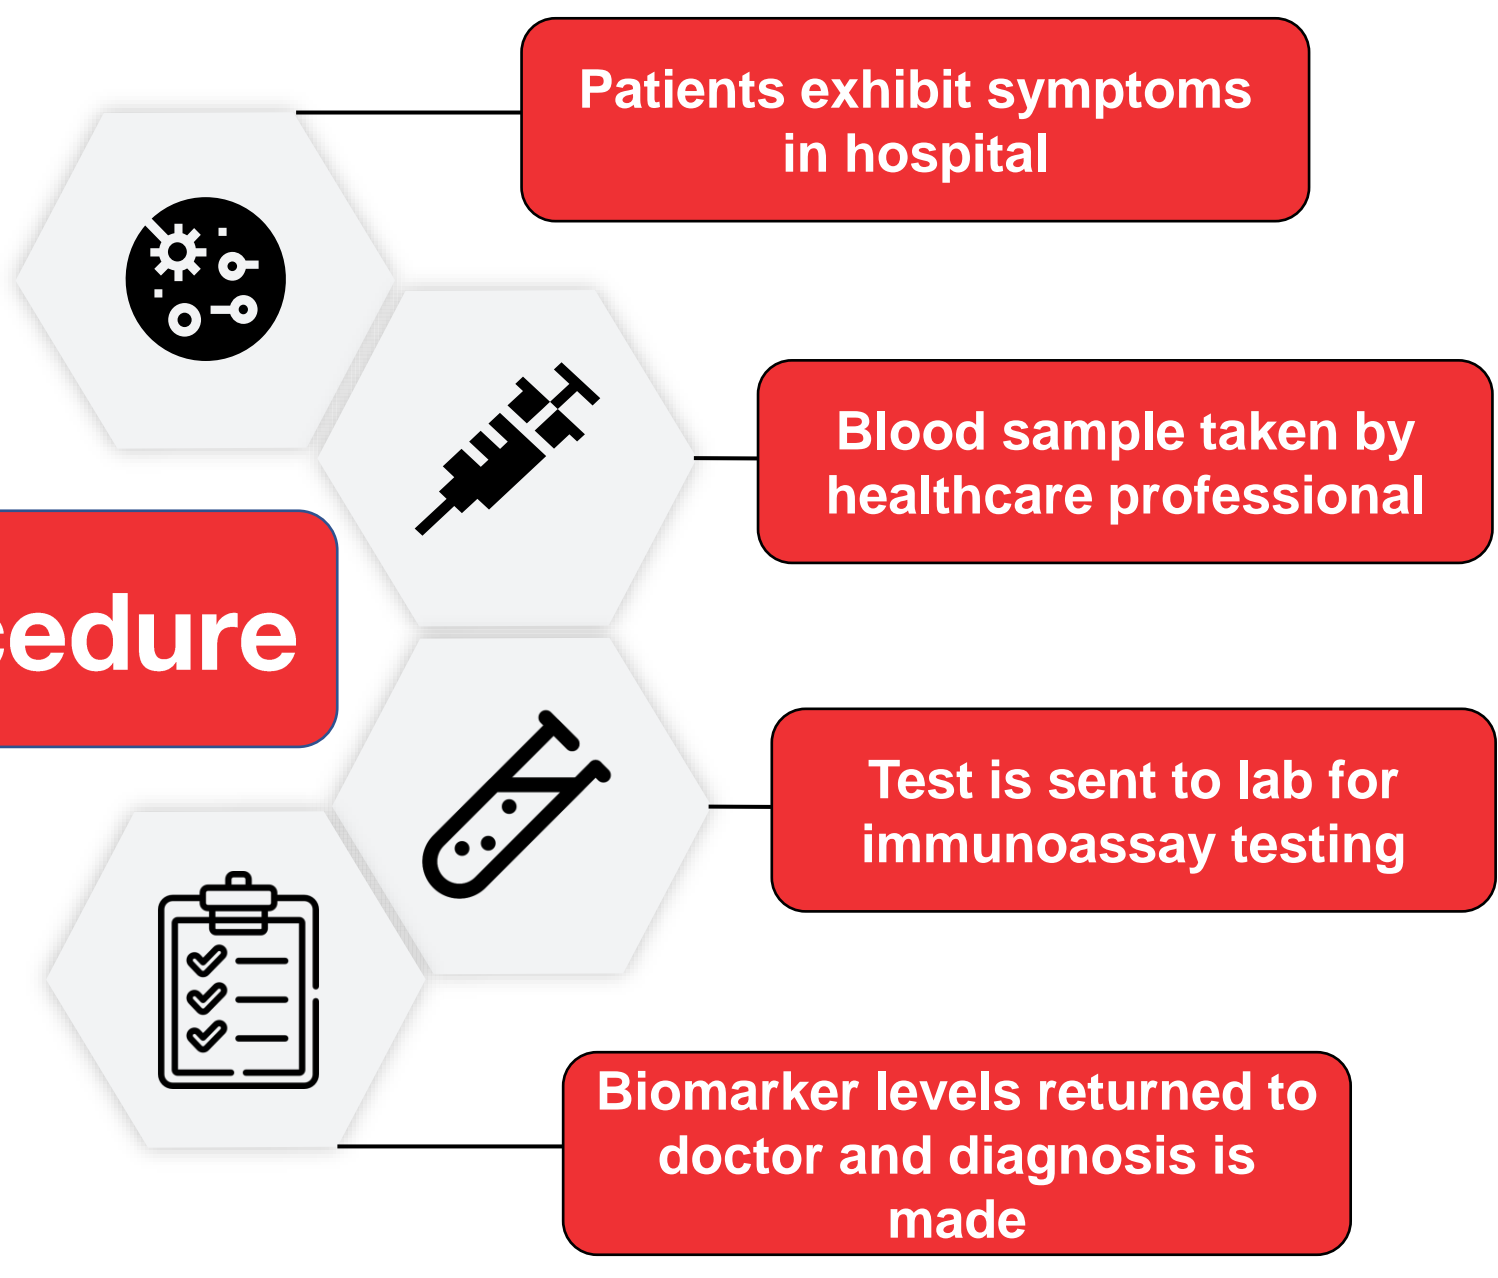 Patients exhibit symptoms
in hospital
Blood sample taken by
healthcare professional
cedure
Test is sent to lab for
immunoassay testing
Biomarker levels returned to
doctor and diagnosis is
made